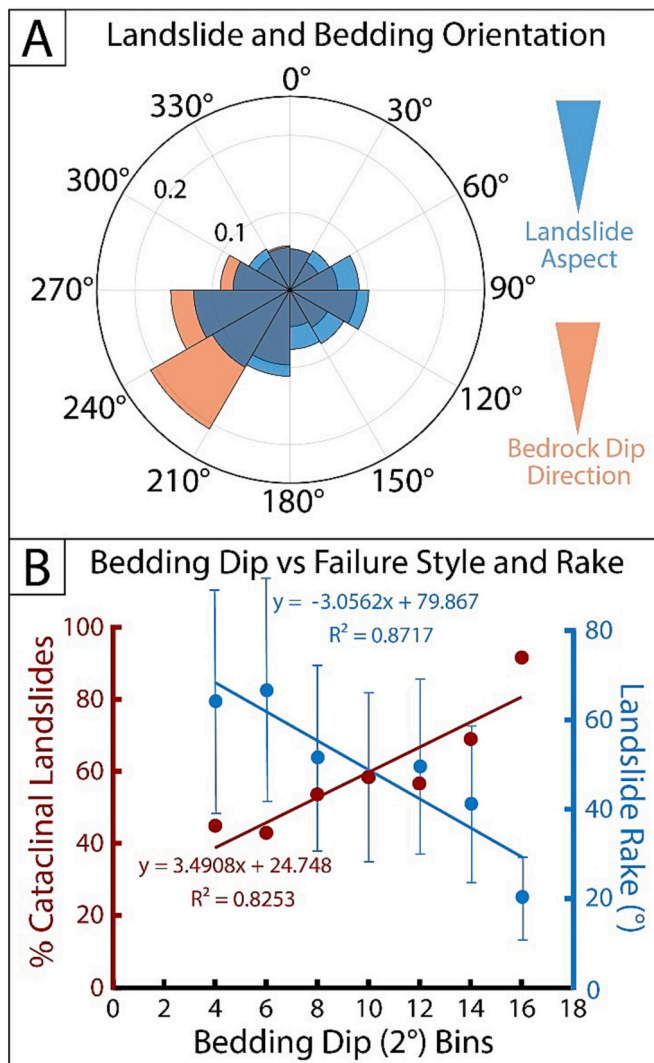 A
Landslide and Bedding Orientation
0°
330°
30°
300°
60°
0.2
0.1
270°
90°
240°
120°
210°
150°
180°
Landslide
Aspect
Bedrock Dip
Direction
B
Bedding Dip vs Failure Style and Rake
y = -3.0562x + 79.867
R² = 0.8717
y = 3.4908x + 24.748
R² = 0.8253
% Cataclinal Landslides
100
80
60
40
20
0
Landslide Rake (°)
80
60
40
20
0
0 2 4 6 8 10 12 14 16 18
Bedding Dip (2°) Bins